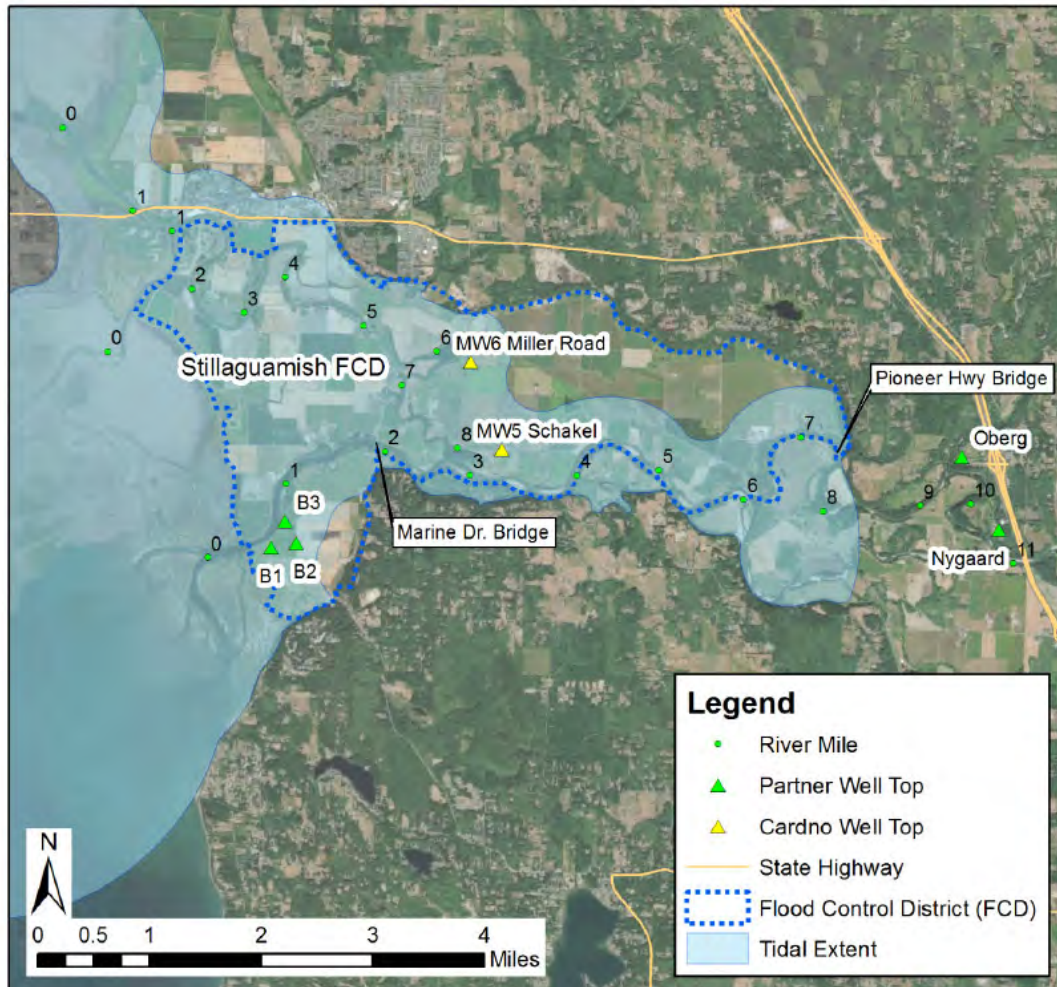 0
1
1
2
4
3
5
0
6
MW6 Miller Road
Stillaguamish FCD
7
Pioneer Hwy Bridge
7
Oberg
2
8
MW5 Schakel
3
4
5
6
8
9
10
1
B3
Marine Dr. Bridge
0
B1
B2
Nygaard
11
Legend
River Mile
Partner Well Top
Cardno Well Top
State Highway
Flood Control District (FCD)
Tidal Extent
N
0 0.5 1 2 3 4
Miles